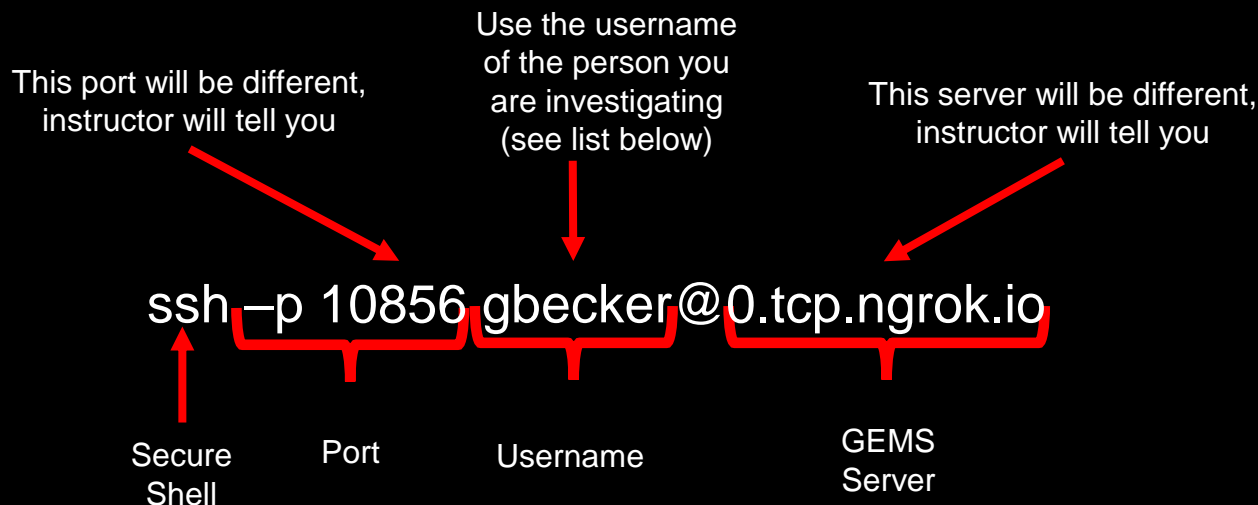 This port will be different,
instructor will tell you
Use the username
of the person you
are investigating
(see list below)
This server will be different,
instructor will tell you
ssh –p 10856 gbecker@0.tcp.ngrok.io
Secure
Shell
Port
Username
GEMS
Server